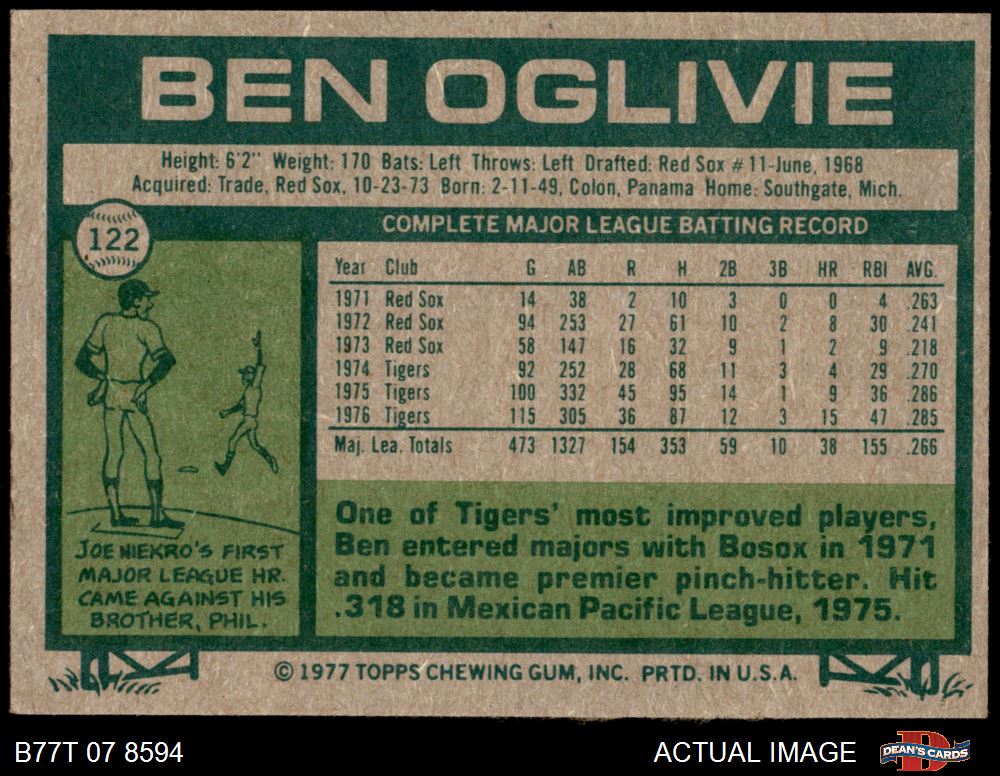 BEN OGLIVIE
Height: 6'2" Weight: 170 Bats: Left Throws: Left Drafted: Red Sox #11-June, 1968
Acquired: Trade, Red Sox, 10-23-73 Born: 2-11-49, Colon, Panama Home: Southgate, Mich.
122
COMPLETE MAJOR LEAGUE BATTING RECORD
Year Club G AB R H 2B 3B HR RBI AVG.
1971 Red Sox 14 38 2 10 3 0 0 4 .263
1972 Red Sox 94 253 27 61 10 2 8 30 .241
1973 Red Sox 58 147 16 32 9 1 2 9 .218
1974 Tigers 92 252 28 68 11 3 4 29 .270
1975 Tigers 100 332 45 95 14 1 9 36 .286
1976 Tigers 115 305 36 87 12 3 15 47 .285
Maj. Lea. Totals 473 1327 154 353 59 10 38 155 .266
JOE NIEKRO'S FIRST
MAJOR LEAGUE HR.
CAME AGAINST HIS
BROTHER, PHIL.
One of Tigers' most improved players,
Ben entered majors with Bosox in 1971
and became premier pinch-hitter. Hit
.318 in Mexican Pacific League, 1975.
© 1977 TOPPS CHEWING GUM, INC. PRTD. IN U.S.A.
B77T 07 8594
ACTUAL IMAGE
D
DEAN'S CARDS